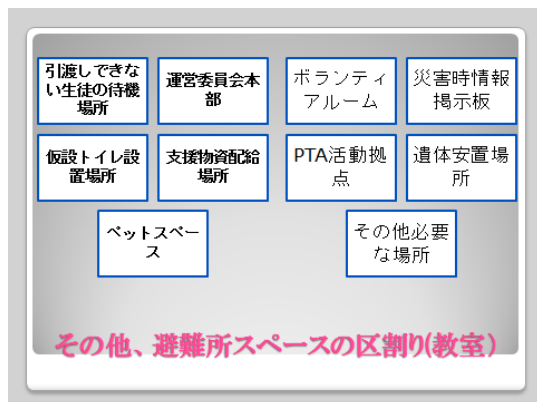 引渡しできな
い生徒の待機
場所
運営委員会本
部
ボランティ
アルーム
災害時情報
掲示板
仮設トイレ設
置場所
支援物資配給
場所
PTA活動拠
点
遺体安置場
所
ペットスペー
ス
その他必要
な場所
その他、避難所スペースの区割り(教室)